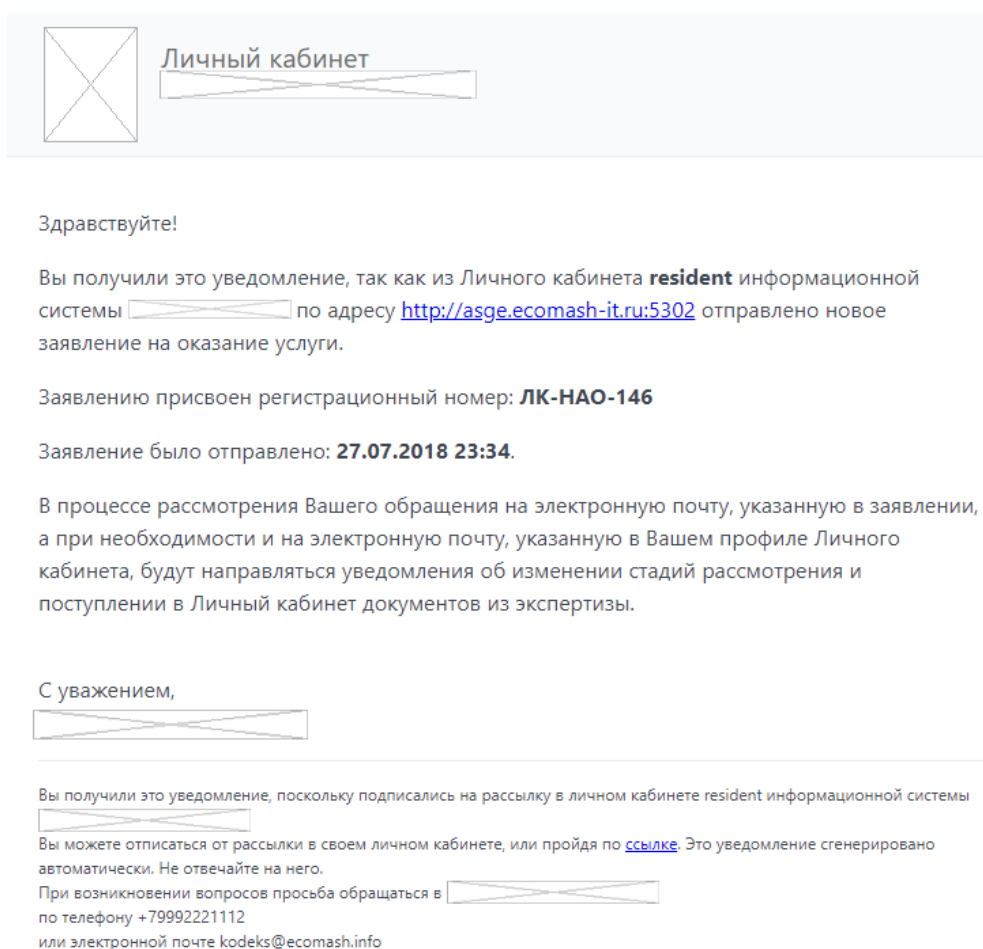 Личный кабинет
Здравствуйте!
Вы получили это уведомление, так как из Личного кабинета resident информационной
системы по адресу http://asge.ecomash-it.ru:5302 отправлено новое
заявление на оказание услуги.
Заявлению присвоен регистрационный номер: ЛК-НАО-146
Заявление было отправлено: 27.07.2018 23:34.
В процессе рассмотрения Вашего обращения на электронную почту, указанную в заявлении,
а при необходимости и на электронную почту, указанную в Вашем профиле Личного
кабинета, будут направляться уведомления об изменении стадий рассмотрения и
поступлении в Личный кабинет документов из экспертизы.
С уважением,
Вы получили это уведомление, поскольку подписались на рассылку в личном кабинете resident информационной системы
Вы можете отписаться от рассылки в своем личном кабинете, или пройдя по ссылке. Это уведомление сгенерировано
автоматически. Не отвечайте на него.
При возникновении вопросов просьба обращаться в
по телефону +79992221112
или электронной почте kodeks@ecomash.info